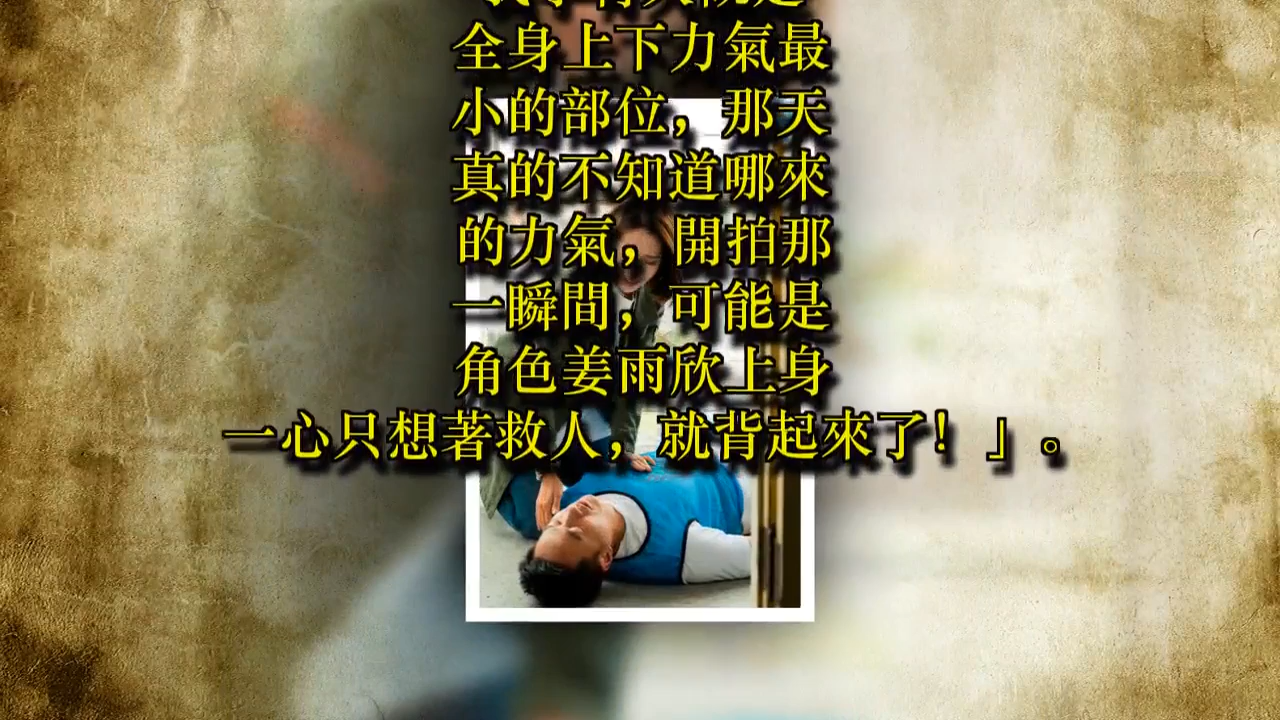 全身上下力氣最
小的部位，那天
真的不知道哪來
的力氣，開拍那
一瞬間，可能是
角色姜雨欣上身
一心只想著救人，就背起來了！」。